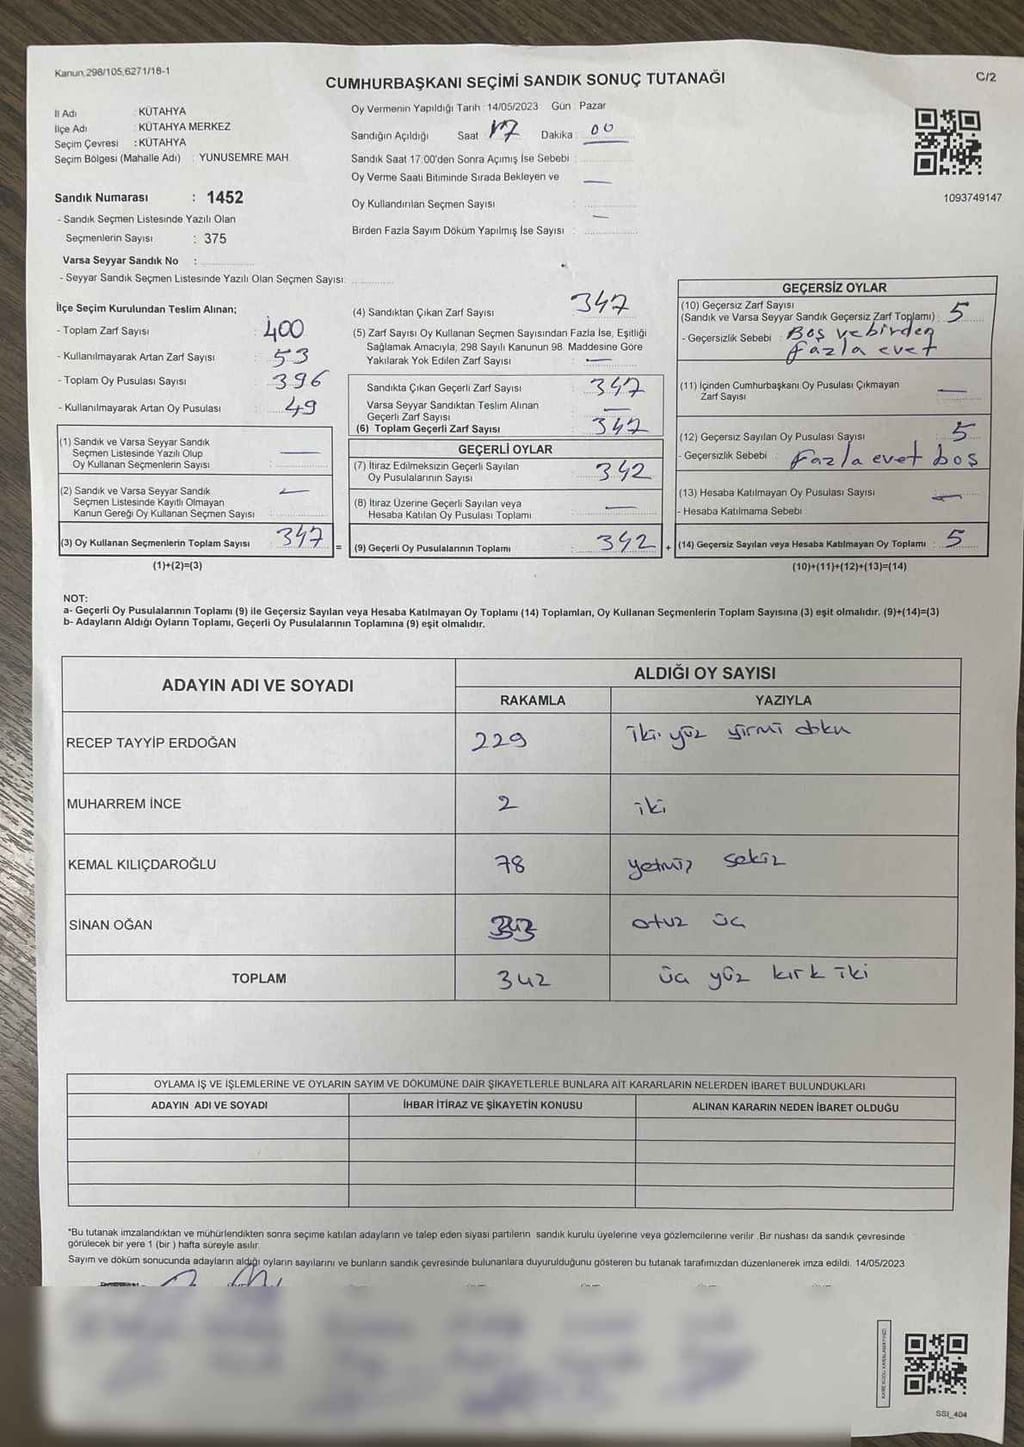 Kanun, 298/105,6271/18-1
CUMHURBAŞKANI SEÇİMİ SANDIK SONUÇ TUTANAĞI
C/2
İl Adı : KÜTAHYA
İlçe Adı : KÜTAHYA MERKEZ
Seçim Çevresi : KÜTAHYA
Seçim Bölgesi (Mahalle Adı) : YUNUSEMRE MAH.
Oy Vermenin Yapıldığı Tarih : 14/05/2023 Gün : Pazar
Sandığın Açıldığı Saat 17 Dakika : 00
Sandık Saat 17.00'den Sonra Açımış İse Sebebi :
Oy Verme Saati Bitiminde Sırada Bekleyen ve —
Oy Kullandırılan Seçmen Sayısı :
Birden Fazla Sayım Döküm Yapılmış İse Sayısı : —
1093749147
Sandık Numarası : 1452
- Sandık Seçmen Listesinde Yazılı Olan
Seçmenlerin Sayısı : 375
Varsa Seyyar Sandık No :
- Seyyar Sandık Seçmen Listesinde Yazılı Olan Seçmen Sayısı:
İlçe Seçim Kurulundan Teslim Alınan;
- Toplam Zarf Sayısı : 400
- Kullanılmayarak Artan Zarf Sayısı : 53
- Toplam Oy Pusulası Sayısı : 396
- Kullanılmayarak Artan Oy Pusulası : 49
(1) Sandık ve Varsa Seyyar Sandık
Seçmen Listesinde Yazılı Olup
Oy Kullanan Seçmenlerin Sayısı : —
(2) Sandık ve Varsa Seyyar Sandık
Seçmen Listesinde Kayıtlı Olmayan
Kanun Gereği Oy Kullanan Seçmen Sayısı : —
(3) Oy Kullanan Seçmenlerin Toplam Sayısı : 347
(1)+(2)=(3)
(4) Sandıktan Çıkan Zarf Sayısı : 347
(5) Zarf Sayısı Oy Kullanan Seçmen Sayısından Fazla İse, Eşitliği
Sağlamak Amacıyla, 298 Sayılı Kanunun 98. Maddesine Göre
Yakılarak Yok Edilen Zarf Sayısı : —
Sandıkta Çıkan Geçerli Zarf Sayısı : 347
Varsa Seyyar Sandıktan Teslim Alınan
Geçerli Zarf Sayısı : —
(6) Toplam Geçerli Zarf Sayısı : 347
GEÇERLİ OYLAR
(7) İtiraz Edilmeksizin Geçerli Sayılan
Oy Pusulalarının Sayısı : 342
(8) İtiraz Üzerine Geçerli Sayılan veya
Hesaba Katılan Oy Pusulası Toplamı : —
= (9) Geçerli Oy Pusulalarının Toplamı : 342
GEÇERSİZ OYLAR
(10) Geçersiz Zarf Sayısı
(Sandık ve Varsa Seyyar Sandık Geçersiz Zarf Toplamı) : 5
- Geçersizlik Sebebi : Boş ve birden
fazla evet
(11) İçinden Cumhurbaşkanı Oy Pusulası Çıkmayan
Zarf Sayısı : —
(12) Geçersiz Sayılan Oy Pusulası Sayısı : 5
- Geçersizlik Sebebi : fazla evet boş
(13) Hesaba Katılmayan Oy Pusulası Sayısı : —
- Hesaba Katılmama Sebebi :
+ (14) Geçersiz Sayılan veya Hesaba Katılmayan Oy Toplamı : 5
(10)+(11)+(12)+(13)=(14)
NOT:
a- Geçerli Oy Pusulalarının Toplamı (9) ile Geçersiz Sayılan veya Hesaba Katılmayan Oy Toplamı (14) Toplamları, Oy Kullanan Seçmenlerin Toplam Sayısına (3) eşit olmalıdır. (9)+(14)=(3)
b- Adayların Aldığı Oyların Toplamı, Geçerli Oy Pusulalarının Toplamına (9) eşit olmalıdır.
ADAYIN ADI VE SOYADI
ALDIĞI OY SAYISI
RAKAMLA YAZIYLA
RECEP TAYYİP ERDOĞAN 229 iki yüz yirmi doku
MUHARREM İNCE 2 iki
KEMAL KILIÇDAROĞLU 78 yetmiş sekiz
SİNAN OĞAN 33 otuz üç
TOPLAM 342 üç yüz kırk iki
OYLAMA İŞ VE İŞLEMLERİNE VE OYLARIN SAYIM VE DÖKÜMÜNE DAİR ŞİKAYETLERLE BUNLARA AİT KARARLARIN NELERDEN İBARET BULUNDUKLARI
ADAYIN ADI VE SOYADI İHBAR İTİRAZ VE ŞİKAYETİN KONUSU ALINAN KARARIN NEDEN İBARET OLDUĞU
*Bu tutanak imzalandıktan ve mühürlendikten sonra seçime katılan adayların ve talep eden siyasi partilerin sandık kurulu üyelerine veya gözlemcilerine verilir .Bir nüshası da sandık çevresinde
görülecek bir yere 1 (bir ) hafta süreyle asılır.
Sayım ve döküm sonucunda adayların aldığı oyların sayılarını ve bunların sandık çevresinde bulunanlara duyurulduğunu gösteren bu tutanak tarafımızdan düzenlenerek imza edildi. 14/05/2023
SSI_404